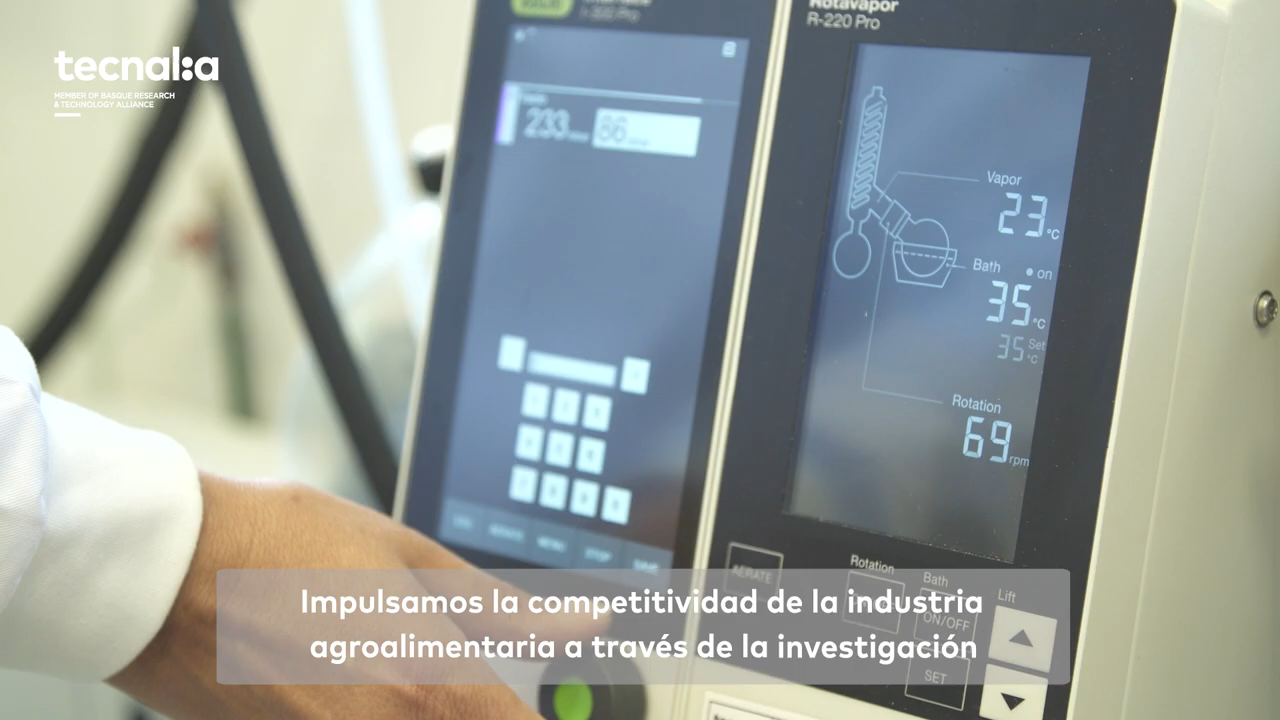 tecnal:a
MEMBER OF BASQUE RESEARCH
& TECHNOLOGY ALLIANCE
Rotavapor
R-220 Pro
233
86
Vapor
23 °C
Bath
on
35 °C
Set
35 °C
Rotation
69 rpm
AERATE
Rotation
Bath
ON/OFF
SET
Lift
STOP
Impulsamos la competitividad de la industria
agroalimentaria a través de la investigación